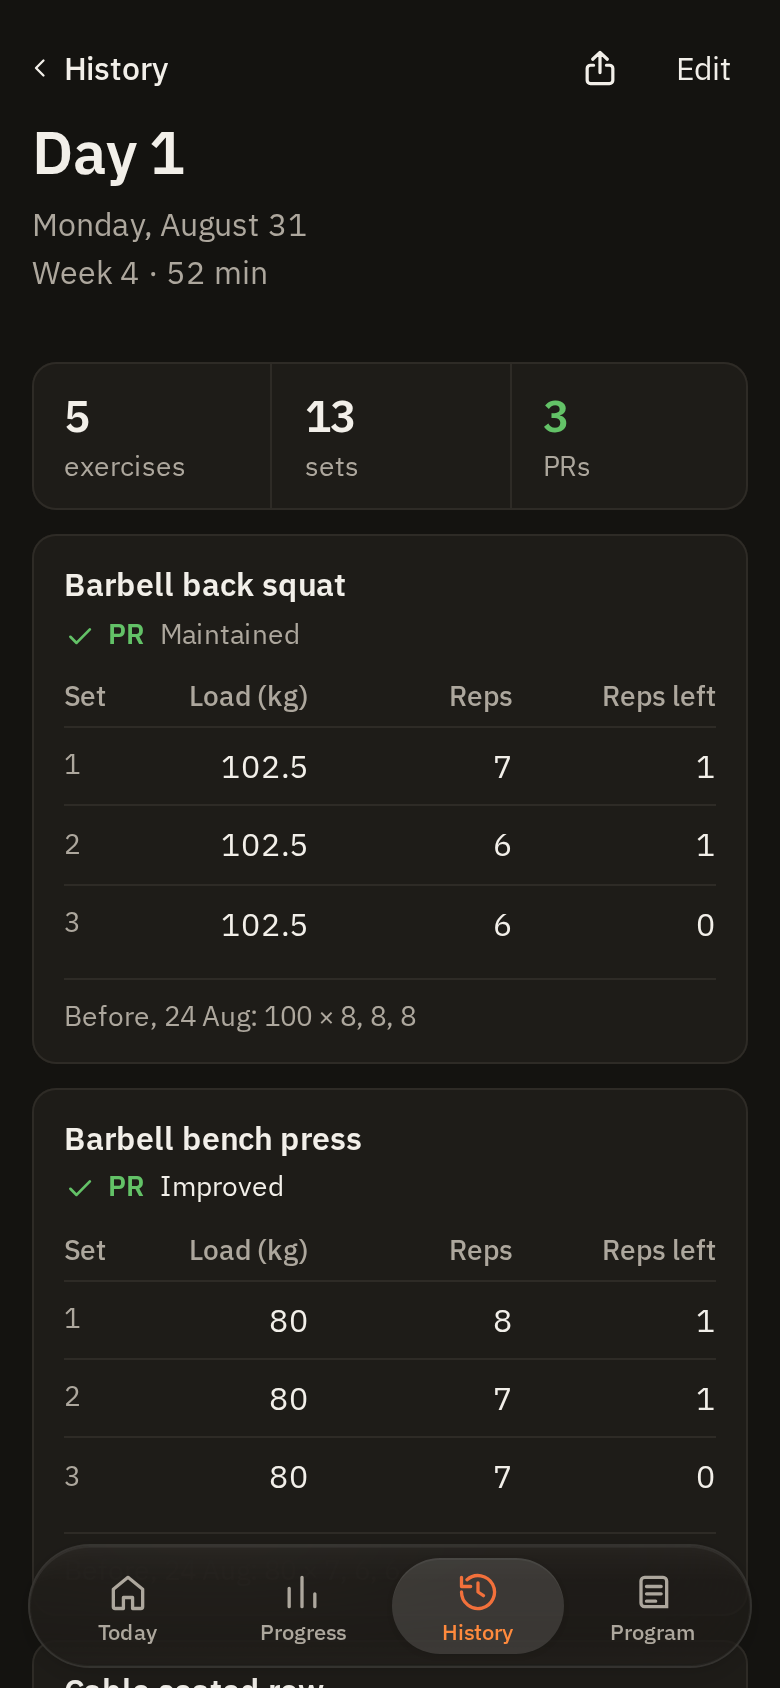 History
Edit
Day 1
Monday, August 31
Week 4 · 52 min
5 13 3
exercises sets PRs
Barbell back squat
PR Maintained
Set Load (kg) Reps Reps left
1 102.5 7 1
2 102.5 6 1
3 102.5 6 0
Before, 24 Aug: 100 × 8, 8, 8
Barbell bench press
PR Improved
Set Load (kg) Reps Reps left
1 80 8 1
2 80 7 1
3 80 7 0
Today Progress History Program
Cable seated row